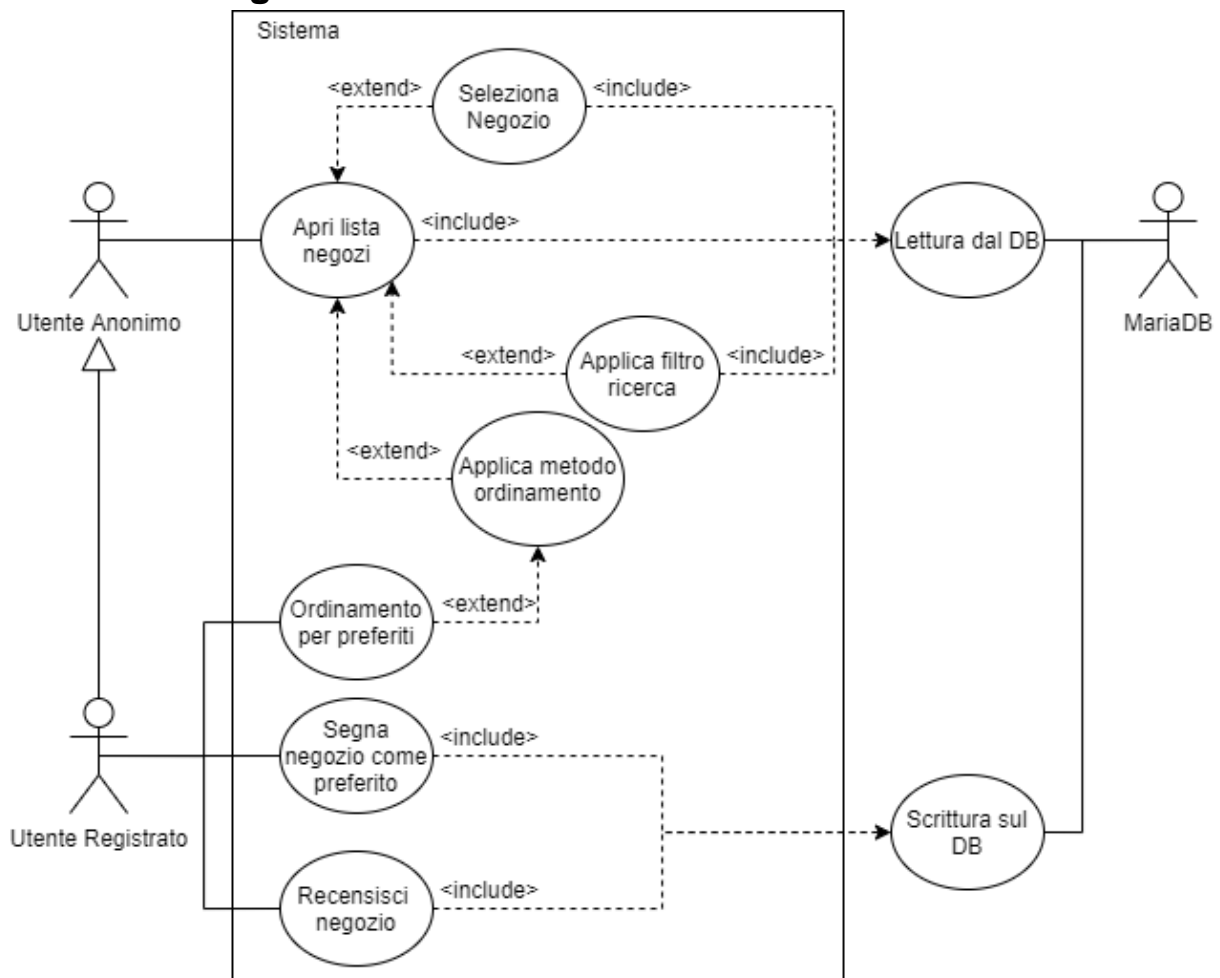 Sistema
<extend>
Seleziona
Negozio
<include>
Apri lista
negozi
<include>
Lettura dal DB
Utente Anonimo
MariaDB
<extend>
Applica filtro
ricerca
<include>
<extend>
Applica metodo
ordinamento
Ordinamento
per preferiti
<extend>
Segna
negozio come
preferito
<include>
Utente Registrato
Scrittura sul
DB
Recensisci
negozio
<include>